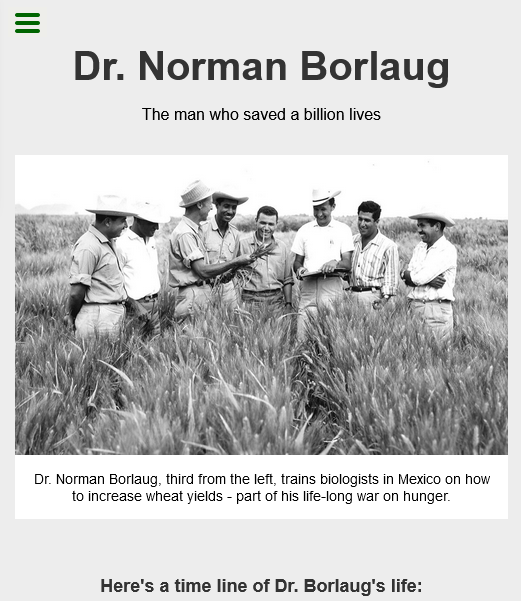 Dr. Norman Borlaug
The man who saved a billion lives
Dr. Norman Borlaug, third from the left, trains biologists in Mexico on how
to increase wheat yields - part of his life-long war on hunger.
Here's a time line of Dr. Borlaug's life: